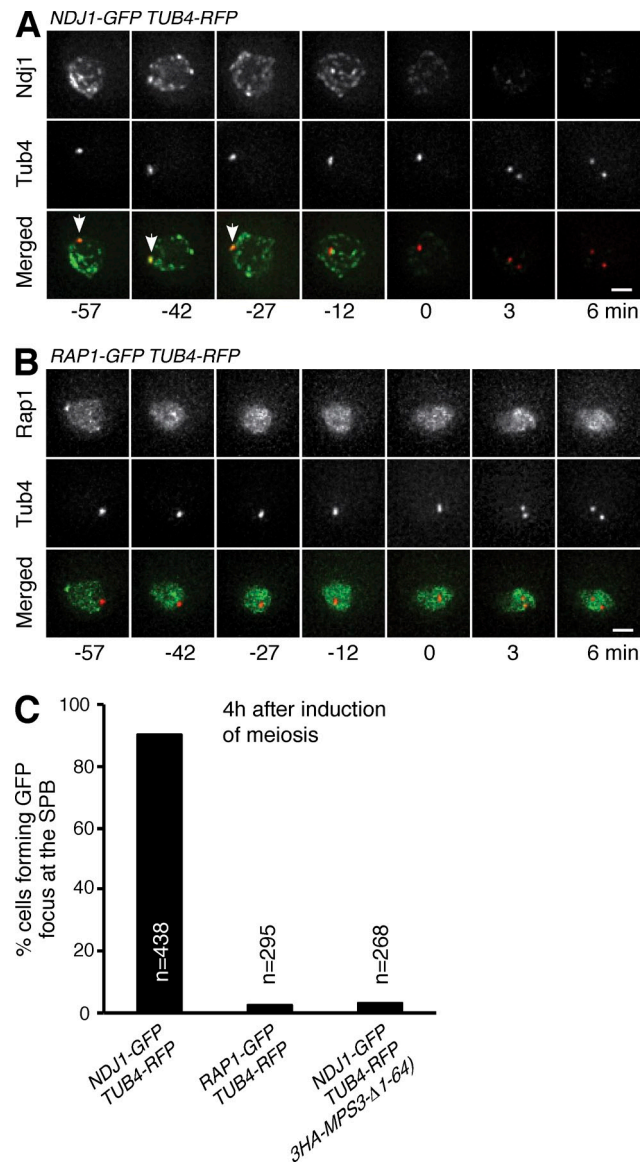 A NDJ1-GFP TUB4-RFP
Ndj1
Tub4
Merged
-57 -42 -27 -12 0 3 6 min
B RAP1-GFP TUB4-RFP
Rap1
Tub4
Merged
-57 -42 -27 -12 0 3 6 min
C
4h after induction
of meiosis
% cells forming GFP
focus at the SPB
100
80
60
40
20
0
n=438
n=295
n=268
NDJ1-GFP
TUB4-RFP
RAP1-GFP
TUB4-RFP
NDJ1-GFP
TUB4-RFP
3HA-MPS3-Δ1-64)